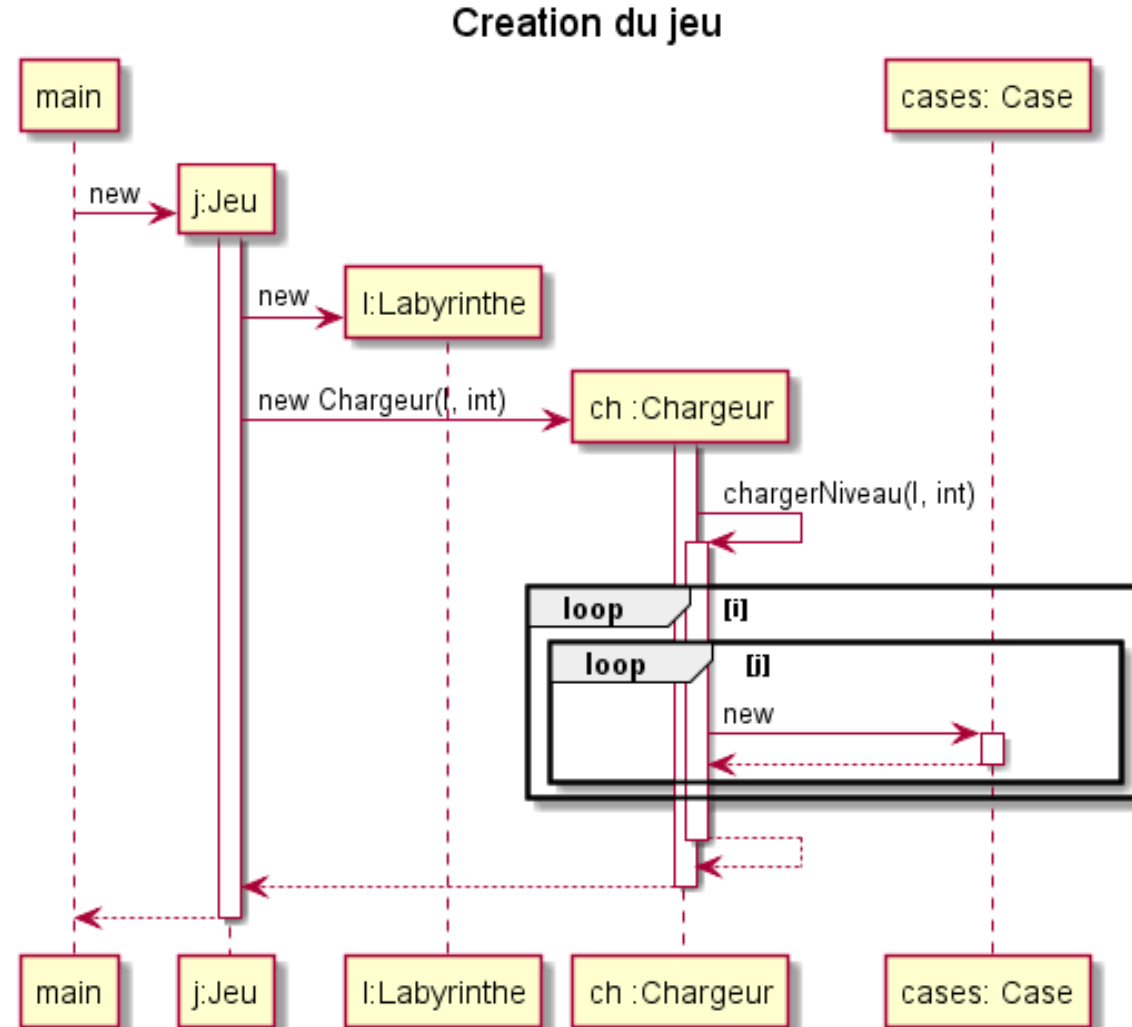 Creation du jeu
main
cases: Case
j:Jeu
new
l:Labyrinthe
new
ch :Chargeur
new Chargeur(l, int)
chargerNiveau(l, int)
loop [i]
loop [j]
new
main
j:Jeu
l:Labyrinthe
ch :Chargeur
cases: Case